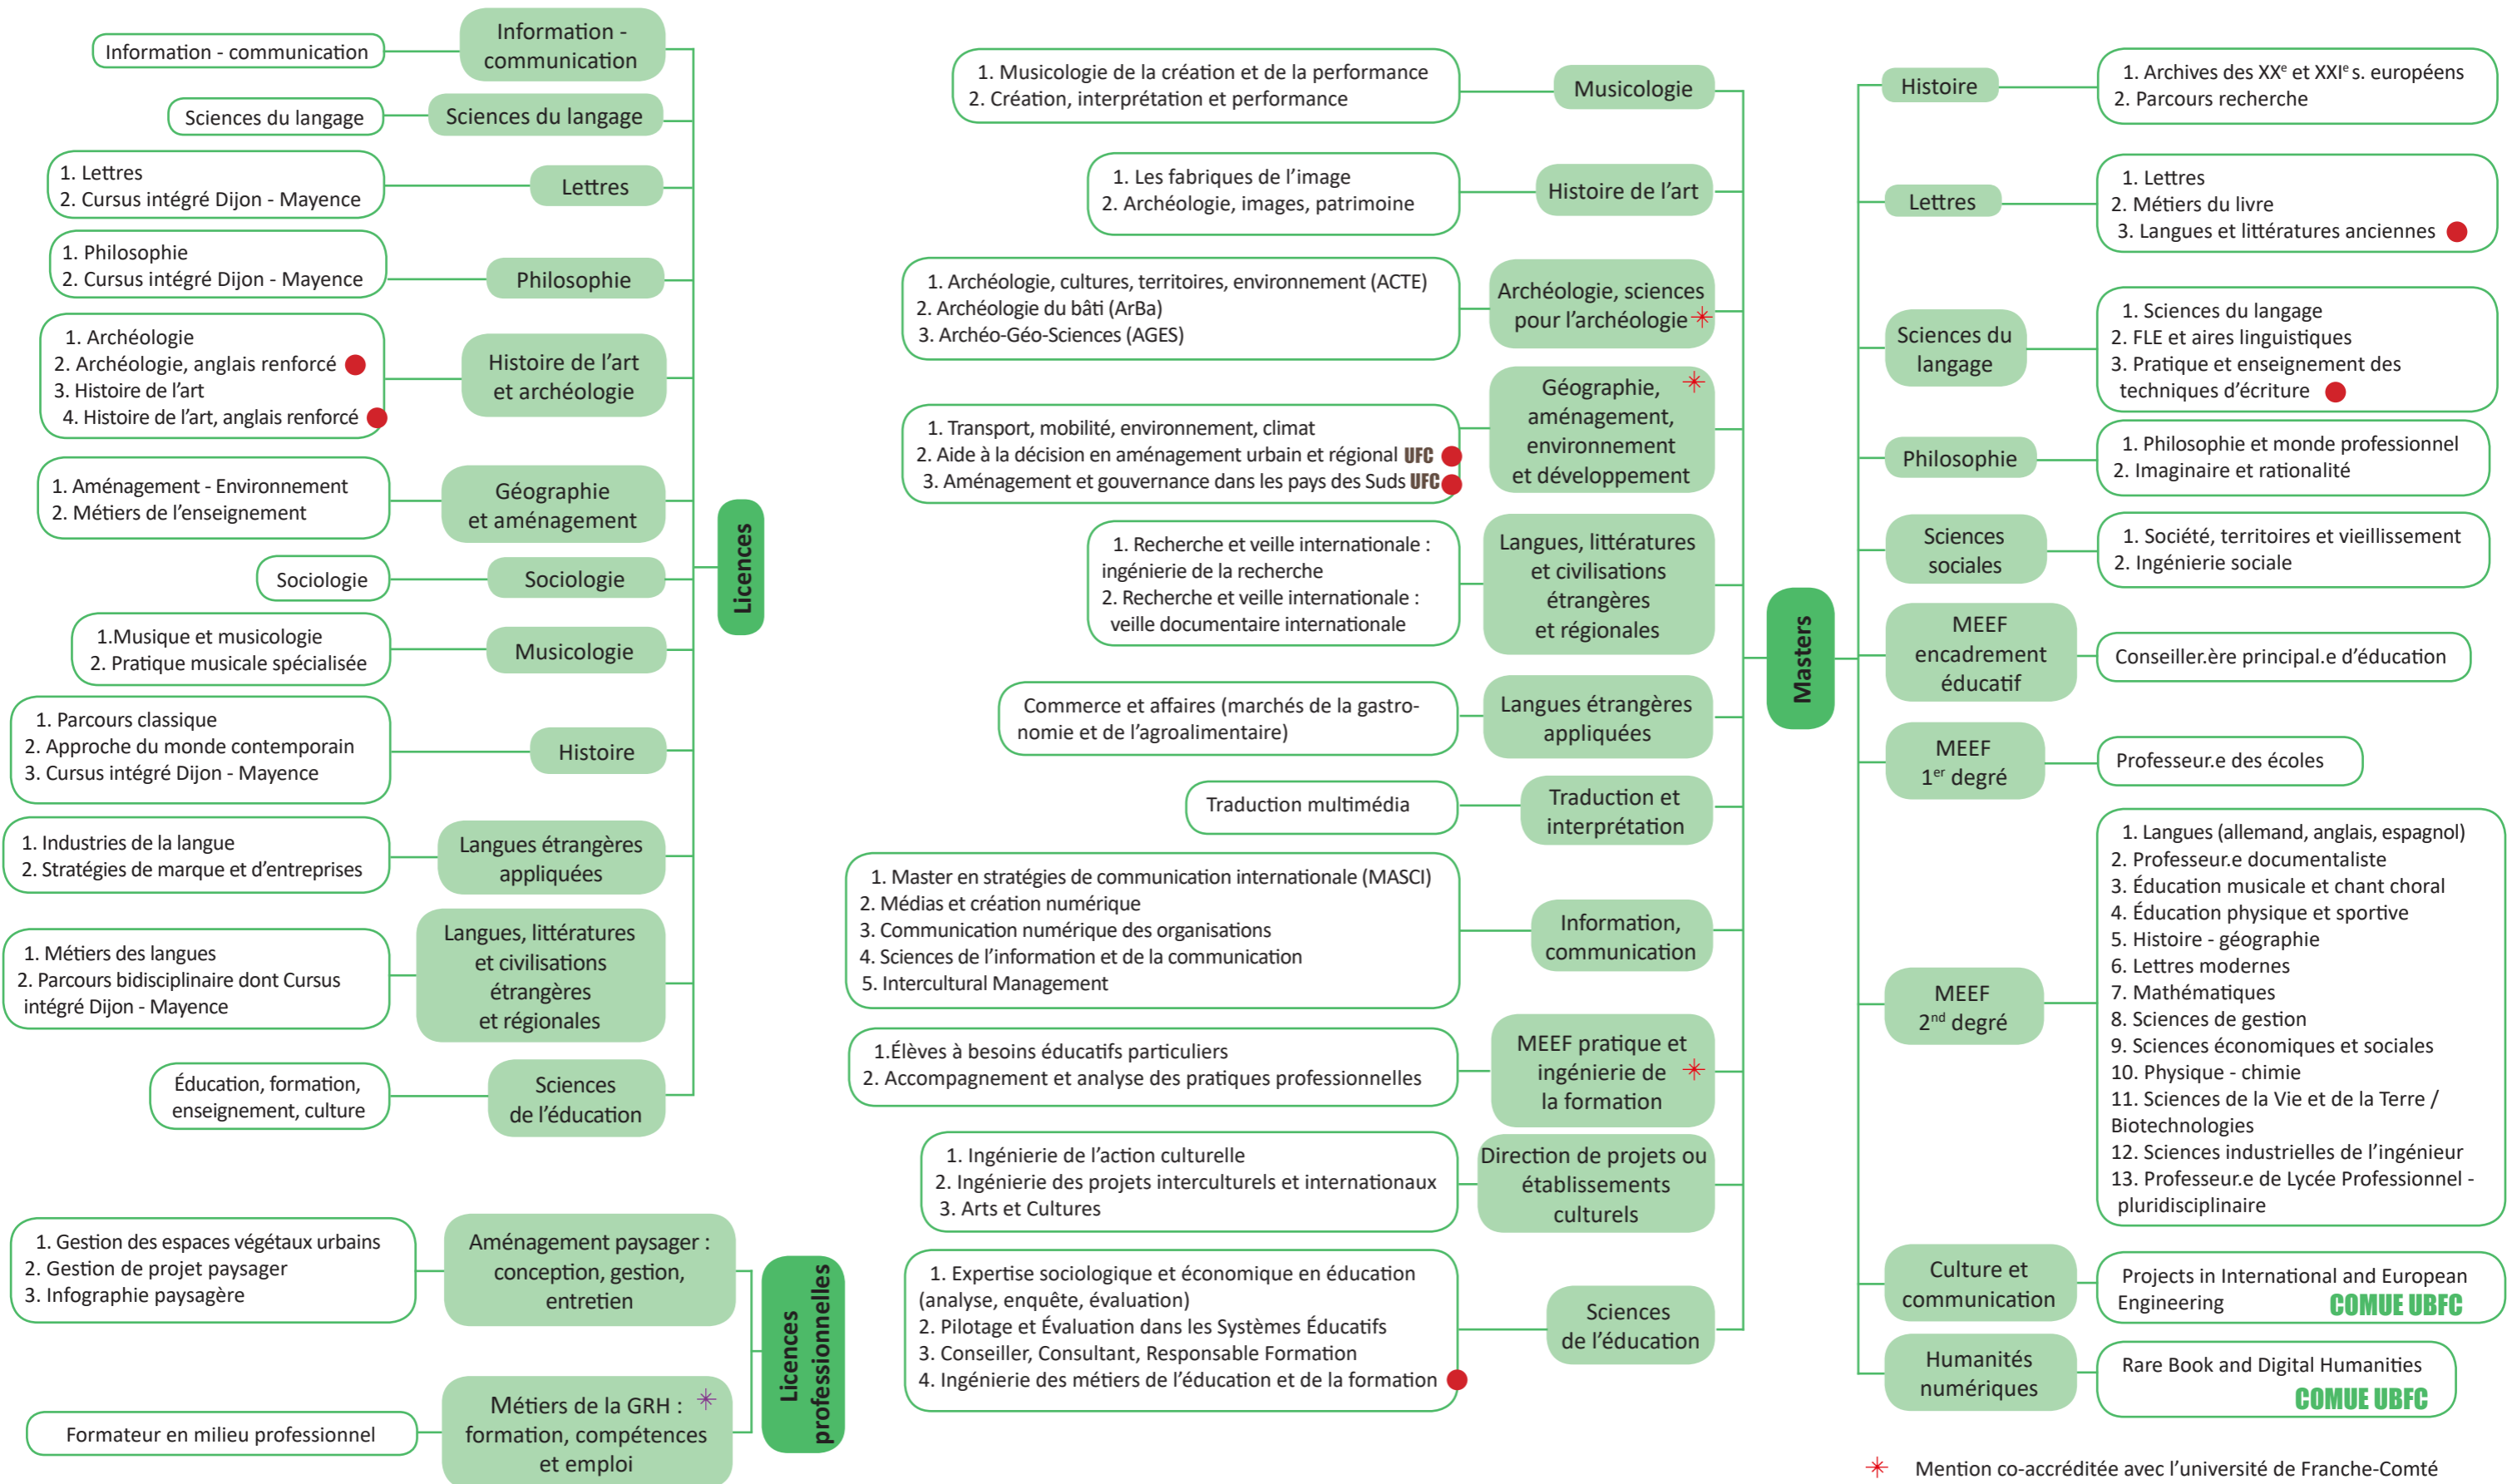 Information - communication
Information -
communication
Sciences du langage
Sciences du langage
1. Lettres
2. Cursus intégré Dijon - Mayence
Lettres
1. Philosophie
2. Cursus intégré Dijon - Mayence
Philosophie
1. Archéologie
2. Archéologie, anglais renforcé
3. Histoire de l’art
4. Histoire de l’art, anglais renforcé
Histoire de l’art
et archéologie
1. Aménagement - Environnement
2. Métiers de l’enseignement
Géographie
et aménagement
Sociologie
Sociologie
1.Musique et musicologie
2. Pratique musicale spécialisée
Musicologie
1. Parcours classique
2. Approche du monde contemporain
3. Cursus intégré Dijon - Mayence
Histoire
1. Industries de la langue
2. Stratégies de marque et d’entreprises
Langues étrangères
appliquées
1. Métiers des langues
2. Parcours bidisciplinaire dont Cursus
intégré Dijon - Mayence
Langues, littératures
et civilisations
étrangères
et régionales
Éducation, formation,
enseignement, culture
Sciences
de l’éducation
Licences
1. Gestion des espaces végétaux urbains
2. Gestion de projet paysager
3. Infographie paysagère
Aménagement paysager :
conception, gestion,
entretien
Formateur en milieu professionnel
Métiers de la GRH :
formation, compétences
et emploi
Licences
professionnelles
1. Musicologie de la création et de la performance
2. Création, interprétation et performance
Musicologie
1. Les fabriques de l’image
2. Archéologie, images, patrimoine
Histoire de l’art
1. Archéologie, cultures, territoires, environnement (ACTE)
2. Archéologie du bâti (ArBa)
3. Archéo-Géo-Sciences (AGES)
Archéologie, sciences
pour l’archéologie
1. Transport, mobilité, environnement, climat
2. Aide à la décision en aménagement urbain et régional UFC
3. Aménagement et gouvernance dans les pays des Suds UFC
Géographie,
aménagement,
environnement
et développement
1. Recherche et veille internationale :
ingénierie de la recherche
2. Recherche et veille internationale :
veille documentaire internationale
Langues, littératures
et civilisations
étrangères
et régionales
Commerce et affaires (marchés de la gastro-
nomie et de l’agroalimentaire)
Langues étrangères
appliquées
Traduction multimédia
Traduction et
interprétation
1. Master en stratégies de communication internationale (MASCI)
2. Médias et création numérique
3. Communication numérique des organisations
4. Sciences de l’information et de la communication
5. Intercultural Management
Information,
communication
1.Élèves à besoins éducatifs particuliers
2. Accompagnement et analyse des pratiques professionnelles
MEEF pratique et
ingénierie de
la formation
1. Ingénierie de l’action culturelle
2. Ingénierie des projets interculturels et internationaux
3. Arts et Cultures
Direction de projets ou
établissements
culturels
1. Expertise sociologique et économique en éducation
(analyse, enquête, évaluation)
2. Pilotage et Évaluation dans les Systèmes Éducatifs
3. Conseiller, Consultant, Responsable Formation
4. Ingénierie des métiers de l’éducation et de la formation
Sciences
de l’éducation
Masters
Histoire
1. Archives des XXe et XXIe s. européens
2. Parcours recherche
Lettres
1. Lettres
2. Métiers du livre
3. Langues et littératures anciennes
Sciences du
langage
1. Sciences du langage
2. FLE et aires linguistiques
3. Pratique et enseignement des
techniques d’écriture
Philosophie
1. Philosophie et monde professionnel
2. Imaginaire et rationalité
Sciences
sociales
1. Société, territoires et vieillissement
2. Ingénierie sociale
MEEF
encadrement
éducatif
Conseiller.ère principal.e d’éducation
MEEF
1er degré
Professeur.e des écoles
MEEF
2nd degré
1. Langues (allemand, anglais, espagnol)
2. Professeur.e documentaliste
3. Éducation musicale et chant choral
4. Éducation physique et sportive
5. Histoire - géographie
6. Lettres modernes
7. Mathématiques
8. Sciences de gestion
9. Sciences économiques et sociales
10. Physique - chimie
11. Sciences de la Vie et de la Terre /
Biotechnologies
12. Sciences industrielles de l’ingénieur
13. Professeur.e de Lycée Professionnel -
pluridisciplinaire
Culture et
communication
Projects in International and European
Engineering COMUE UBFC
Humanités
numériques
Rare Book and Digital Humanities
COMUE UBFC
Mention co-accréditée avec l’université de Franche-Comté